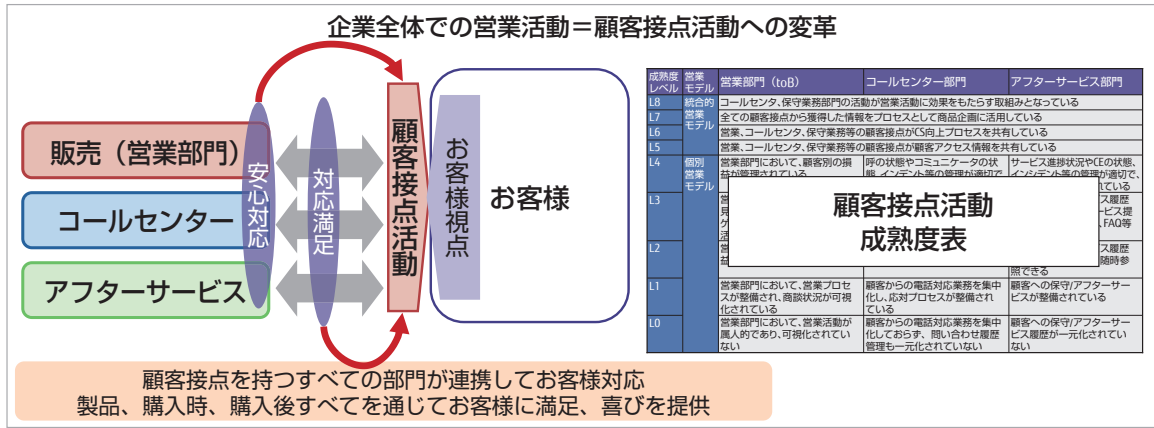 企業全体での営業活動＝顧客接点活動への変革
販売（営業部門）
コールセンター
アフターサービス
安心対応
対応満足
顧客接点活動
お客様視点
お客様
顧客接点を持つすべての部門が連携してお客様対応
製品、購入時、購入後すべてを通じてお客様に満足、喜びを提供
成熟度
レベル
営業
モデル
営業部門（toB）
コールセンター部門
アフターサービス部門
L8
統合的
営業
モデル
コールセンタ、保守業務部門の活動が営業活動に効果をもたらす取組みとなっている
L7
全ての顧客接点から獲得した情報をプロセスとして商品企画に活用している
L6
営業、コールセンタ、保守業務等の顧客接点がCS向上プロセスを共有している
L5
営業、コールセンタ、保守業務等の顧客接点が顧客アクセス情報を共有している
L4
個別
営業
モデル
営業部門において、顧客別の損
益が管理されている
呼の状態やコミュニケータの状
態、インデント等の管理が適切で
サービス進捗状況やCEの状態、
インシデント等の管理が適切で、
れている
L3
ス履歴
ービス提
、FAQ等
L2
ス履歴
随時参
照できる
顧客接点活動
成熟度表
L1
営業部門において、営業プロセ
スが整備され、商談状況が可視
化されている
顧客からの電話対応業務を集中
化し、応対プロセスが整備され
ている
顧客への保守/アフターサー
ビスが整備されている
L0
営業部門において、営業活動が
属人的であり、可視化されてい
ない
顧客からの電話対応業務を集中
化しておらず、問い合わせ履歴
管理も一元化されていない
顧客への保守/アフターサー
ビス履歴が一元化されてい
ない